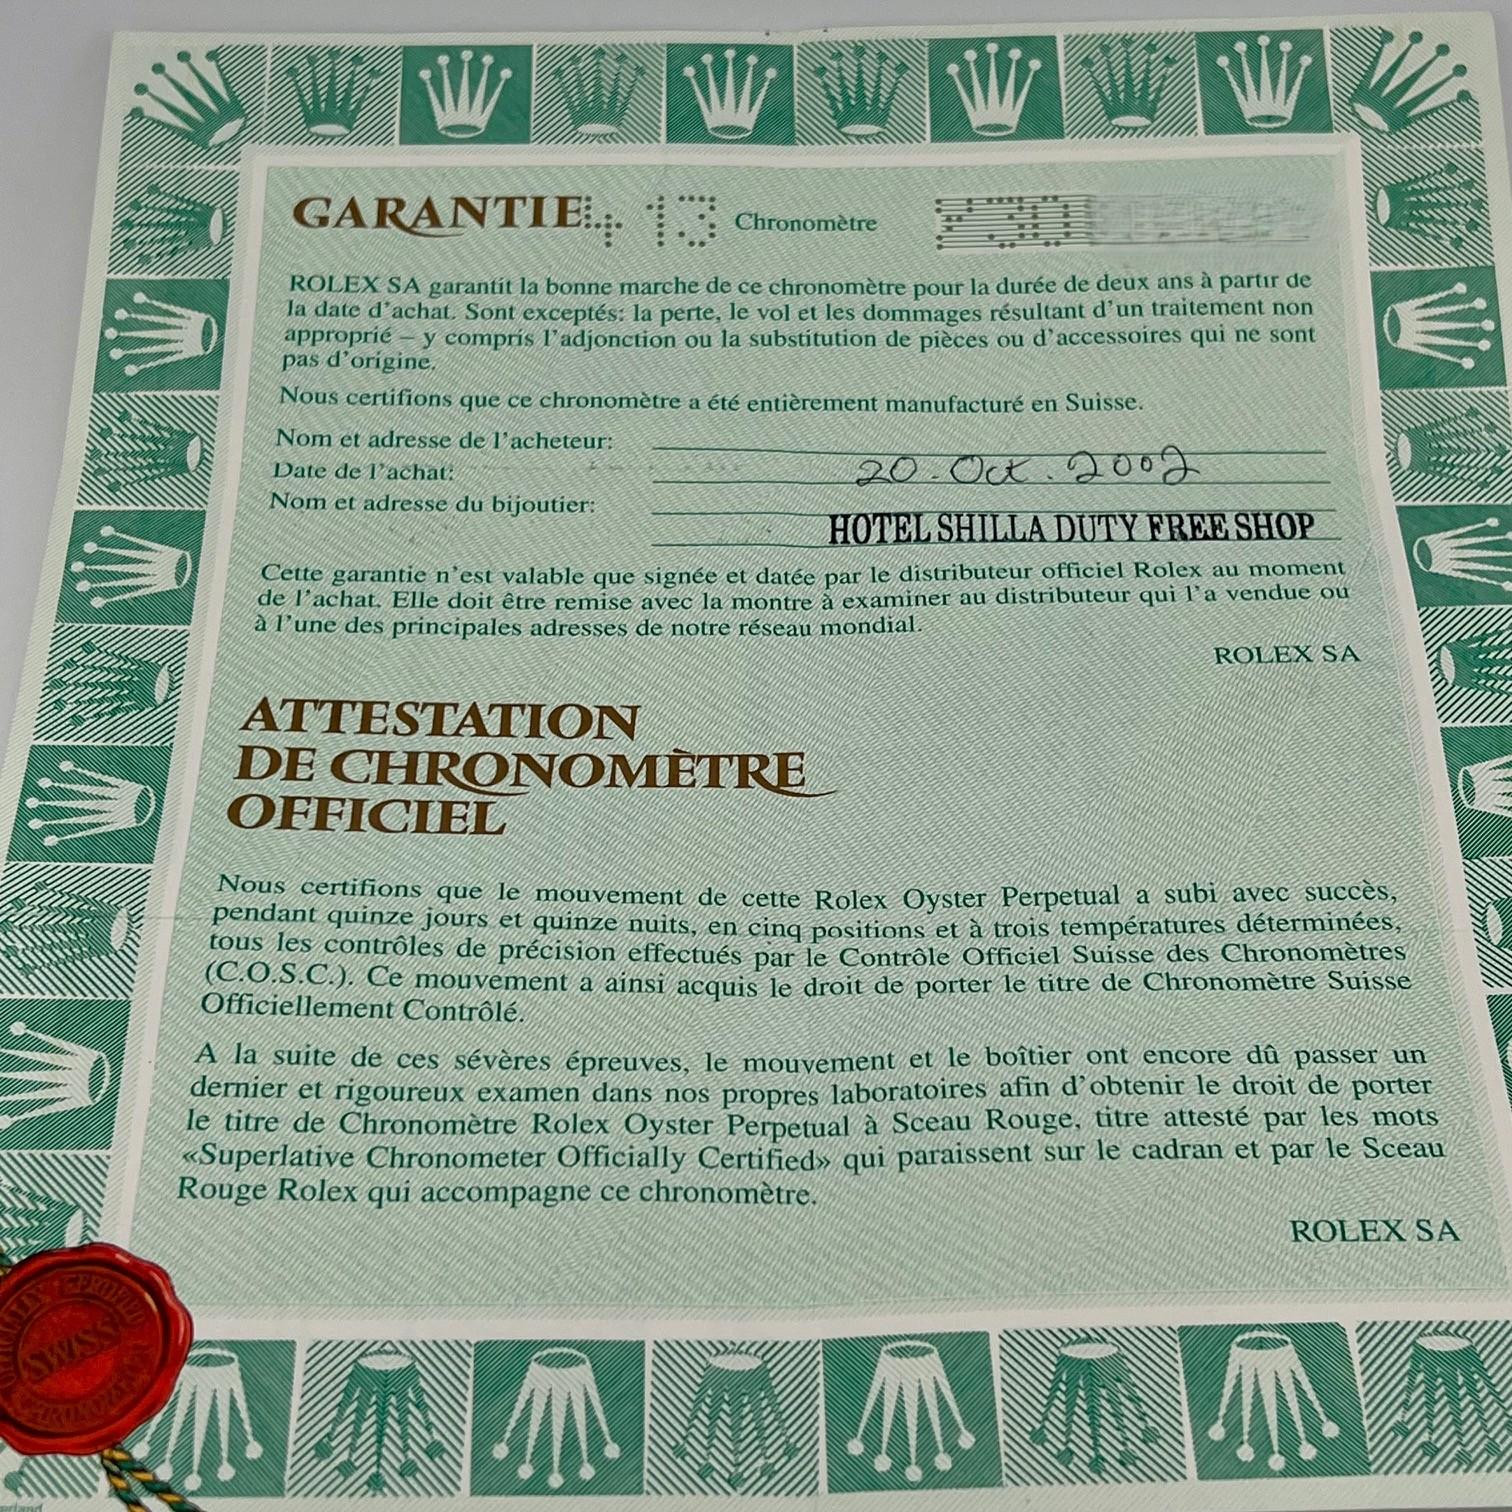 GARANTIE 413 Chronomètre
ROLEX SA garantit la bonne marche de ce chronomètre pour la durée de deux ans à partir de
la date d'achat. Sont exceptés: la perte, le vol et les dommages résultant d'un traitement non
approprié – y compris l'adjonction ou la substitution de pièces ou d'accessoires qui ne sont
pas d'origine.
Nous certifions que ce chronomètre a été entièrement manufacturé en Suisse.
Nom et adresse de l'acheteur:
Date de l'achat: 20. Oct. 2002
Nom et adresse du bijoutier:
HOTEL SHILLA DUTY FREE SHOP
Cette garantie n'est valable que signée et datée par le distributeur officiel Rolex au moment
de l'achat. Elle doit être remise avec la montre à examiner au distributeur qui l'a vendue ou
à l'une des principales adresses de notre réseau mondial.
ROLEX SA
ATTESTATION
DE CHRONOMÈTRE
OFFICIEL
Nous certifions que le mouvement de cette Rolex Oyster Perpetual a subi avec succès,
pendant quinze jours et quinze nuits, en cinq positions et à trois températures déterminées,
tous les contrôles de précision effectués par le Contrôle Officiel Suisse des Chronomètres
(C.O.S.C.). Ce mouvement a ainsi acquis le droit de porter le titre de Chronomètre Suisse
Officiellement Contrôlé.
A la suite de ces sévères épreuves, le mouvement et le boîtier ont encore dû passer un
dernier et rigoureux examen dans nos propres laboratoires afin d'obtenir le droit de porter
le titre de Chronomètre Rolex Oyster Perpetual à Sceau Rouge, titre attesté par les mots
«Superlative Chronometer Officially Certified» qui paraissent sur le cadran et par le Sceau
Rouge Rolex qui accompagne ce chronomètre.
ROLEX SA
SWISS